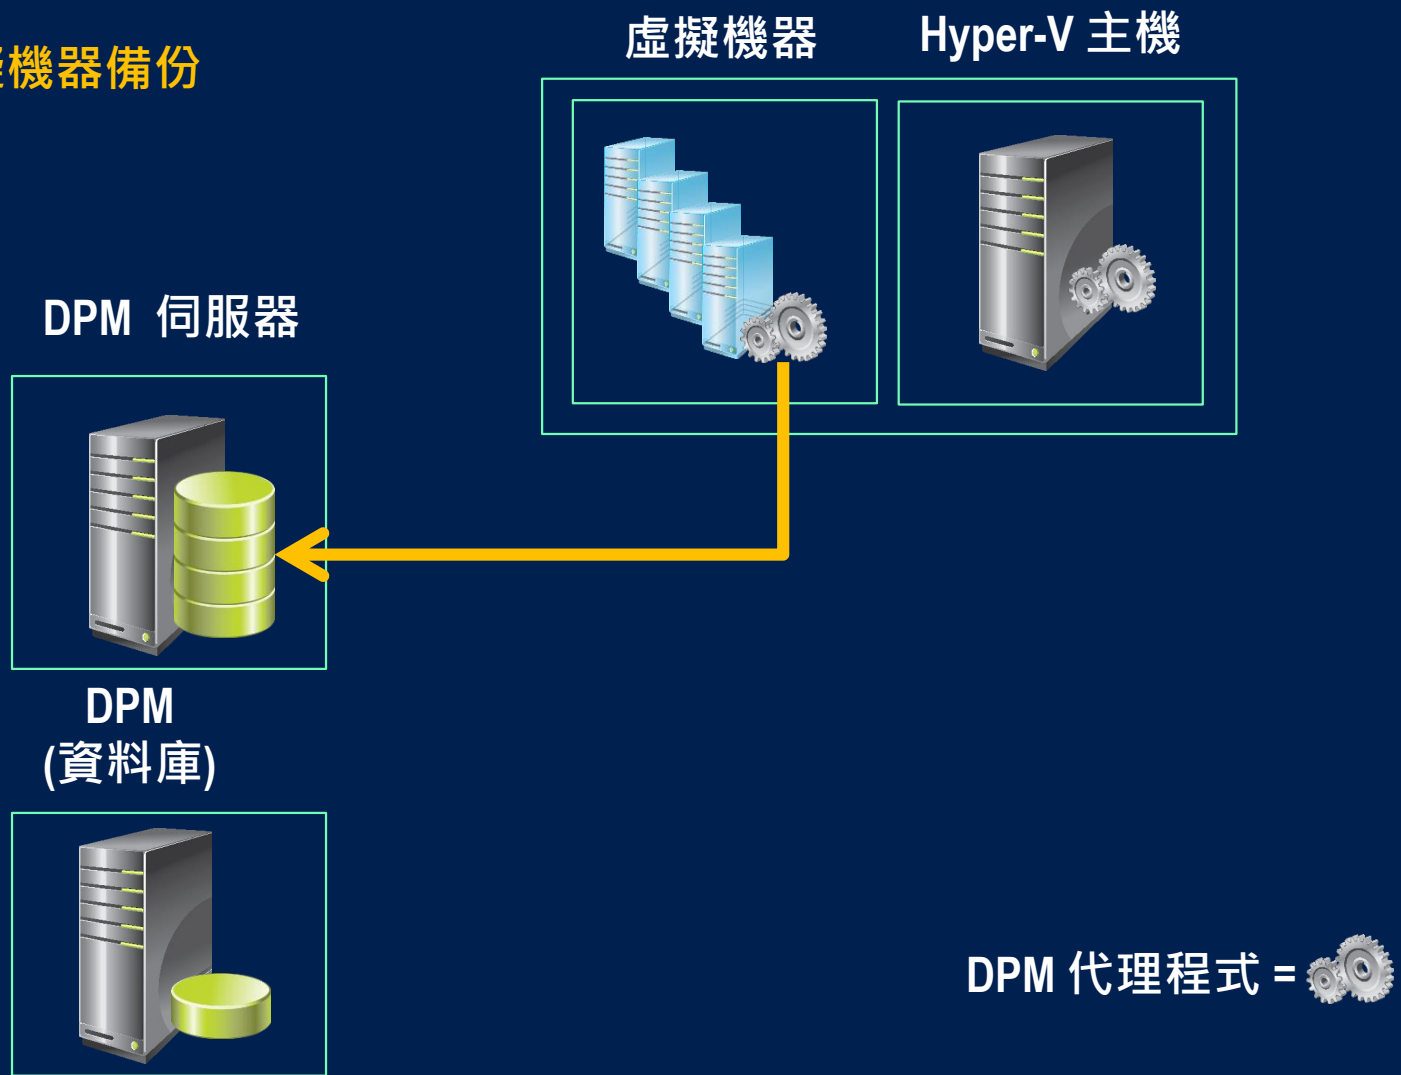 機器備份
虛擬機器
Hyper-V 主機
DPM 伺服器
DPM
(資料庫)
DPM 代理程式 =